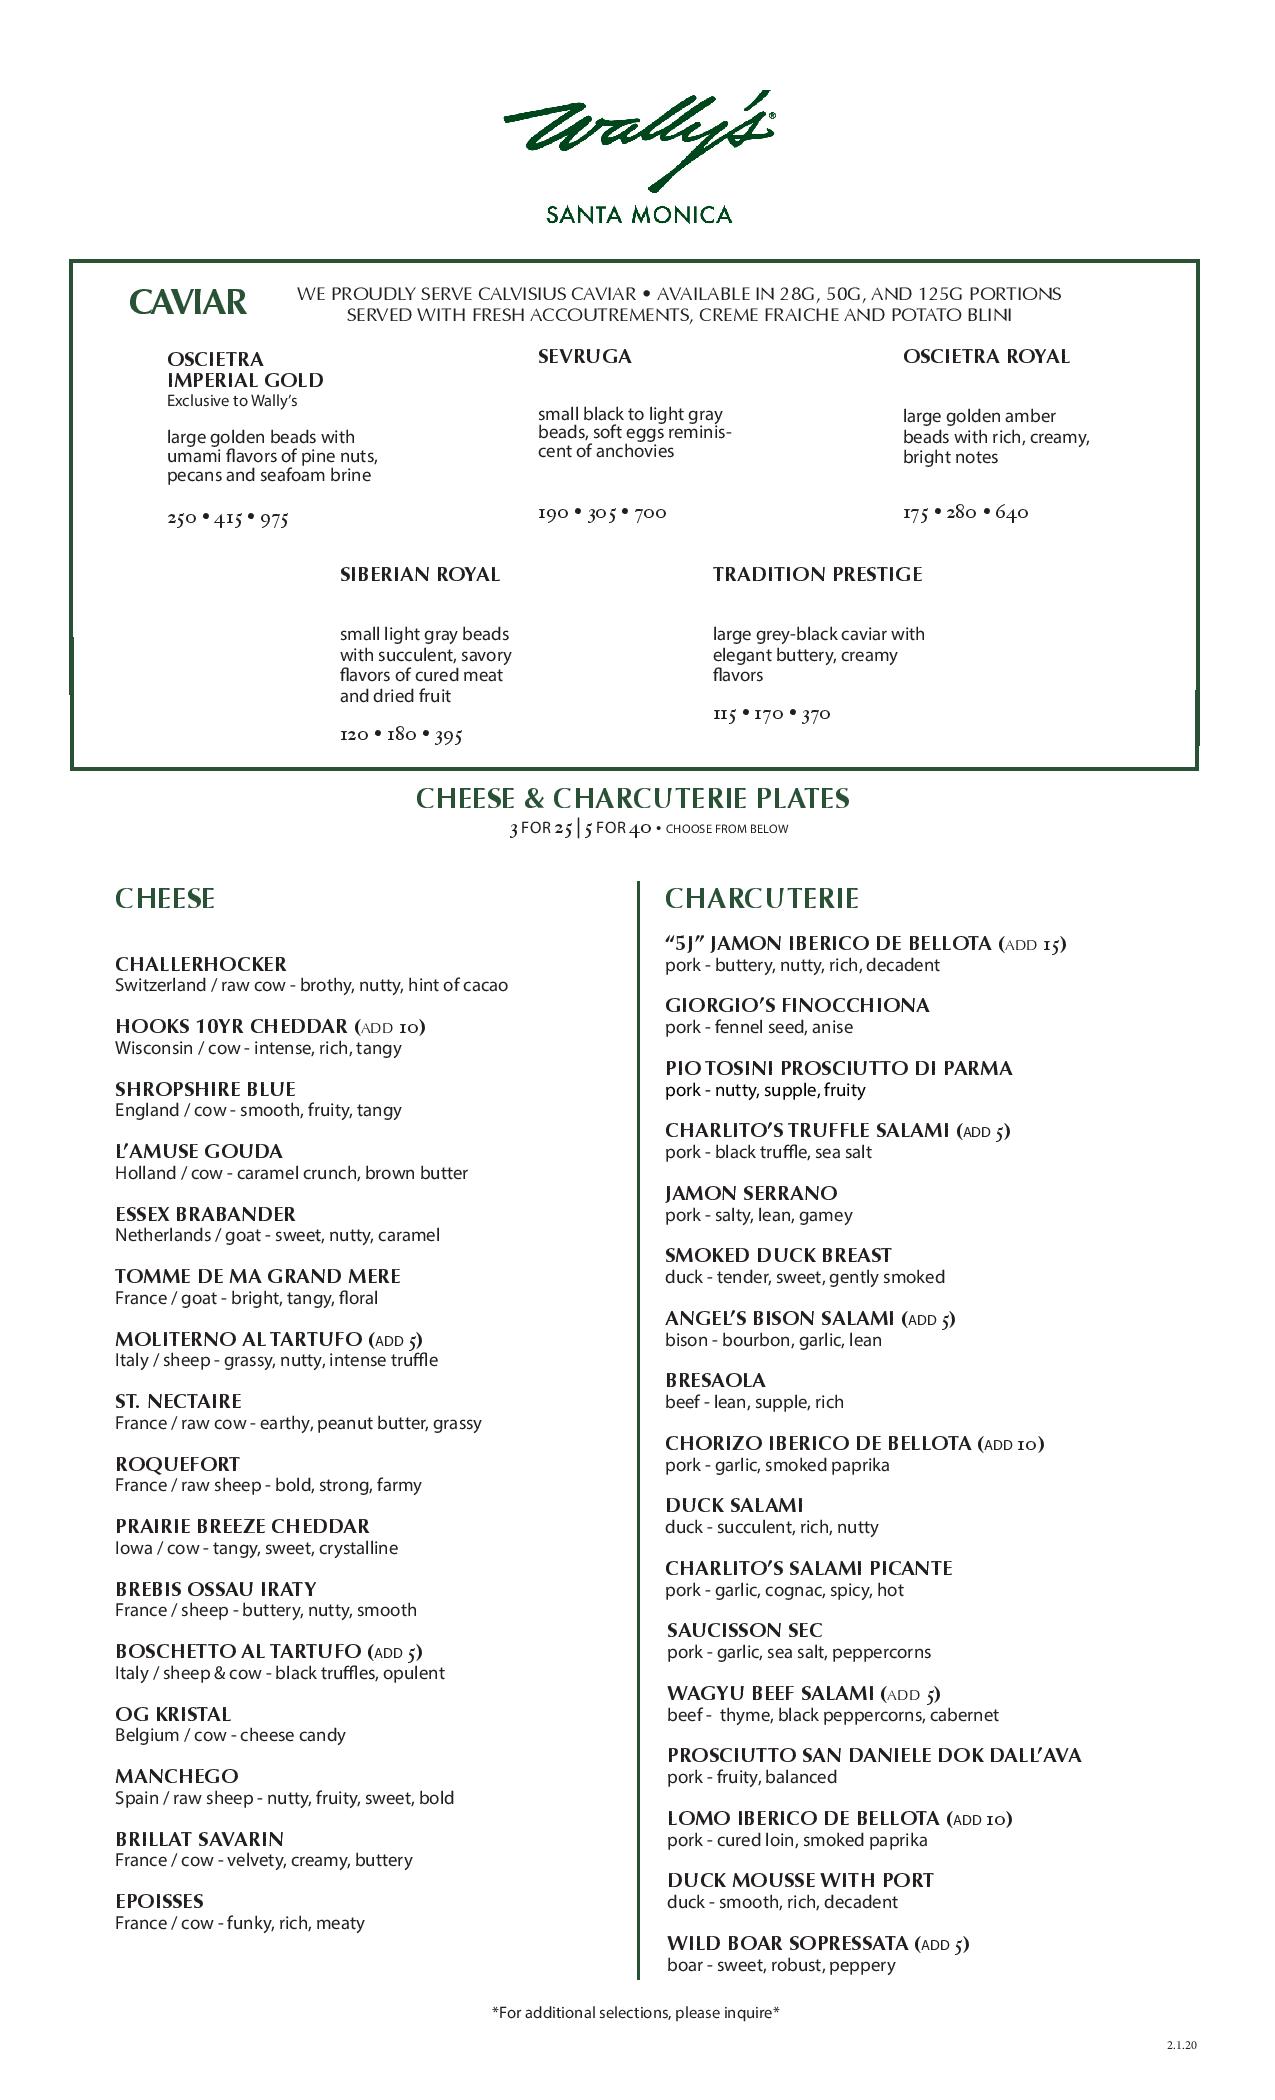 Wally's®
SANTA MONICA
CAVIAR
WE PROUDLY SERVE CALVISIUS CAVIAR • AVAILABLE IN 28G, 50G, AND 125G PORTIONS
SERVED WITH FRESH ACCOUTREMENTS, CREME FRAICHE AND POTATO BLINI
OSCIETRA
IMPERIAL GOLD
Exclusive to Wally’s
large golden beads with
umami flavors of pine nuts,
pecans and seafoam brine
250 • 415 • 975
SEVRUGA
small black to light gray
beads, soft eggs reminis-
cent of anchovies
190 • 305 • 700
OSCIETRA ROYAL
large golden amber
beads with rich, creamy,
bright notes
175 • 280 • 640
SIBERIAN ROYAL
small light gray beads
with succulent, savory
flavors of cured meat
and dried fruit
120 • 180 • 395
TRADITION PRESTIGE
large grey-black caviar with
elegant buttery, creamy
flavors
115 • 170 • 370
CHEESE & CHARCUTERIE PLATES
3 FOR 25 | 5 FOR 40 • CHOOSE FROM BELOW
CHEESE
CHALLERHOCKER
Switzerland / raw cow - brothy, nutty, hint of cacao
HOOKS 10YR CHEDDAR (ADD 10)
Wisconsin / cow - intense, rich, tangy
SHROPSHIRE BLUE
England / cow - smooth, fruity, tangy
L’AMUSE GOUDA
Holland / cow - caramel crunch, brown butter
ESSEX BRABANDER
Netherlands / goat - sweet, nutty, caramel
TOMME DE MA GRAND MERE
France / goat - bright, tangy, floral
MOLITERNO AL TARTUFO (ADD 5)
Italy / sheep - grassy, nutty, intense truffle
ST. NECTAIRE
France / raw cow - earthy, peanut butter, grassy
ROQUEFORT
France / raw sheep - bold, strong, farmy
PRAIRIE BREEZE CHEDDAR
Iowa / cow - tangy, sweet, crystalline
BREBIS OSSAU IRATY
France / sheep - buttery, nutty, smooth
BOSCHETTO AL TARTUFO (ADD 5)
Italy / sheep & cow - black truffles, opulent
OG KRISTAL
Belgium / cow - cheese candy
MANCHEGO
Spain / raw sheep - nutty, fruity, sweet, bold
BRILLAT SAVARIN
France / cow - velvety, creamy, buttery
EPOISSES
France / cow - funky, rich, meaty
CHARCUTERIE
“5J” JAMON IBERICO DE BELLOTA (ADD 15)
pork - buttery, nutty, rich, decadent
GIORGIO’S FINOCCHIONA
pork - fennel seed, anise
PIO TOSINI PROSCIUTTO DI PARMA
pork - nutty, supple, fruity
CHARLITO’S TRUFFLE SALAMI (ADD 5)
pork - black truffle, sea salt
JAMON SERRANO
pork - salty, lean, gamey
SMOKED DUCK BREAST
duck - tender, sweet, gently smoked
ANGEL’S BISON SALAMI (ADD 5)
bison - bourbon, garlic, lean
BRESAOLA
beef - lean, supple, rich
CHORIZO IBERICO DE BELLOTA (ADD 10)
pork - garlic, smoked paprika
DUCK SALAMI
duck - succulent, rich, nutty
CHARLITO’S SALAMI PICANTE
pork - garlic, cognac, spicy, hot
SAUCISSON SEC
pork - garlic, sea salt, peppercorns
WAGYU BEEF SALAMI (ADD 5)
beef - thyme, black peppercorns, cabernet
PROSCIUTTO SAN DANIELE DOK DALL’AVA
pork - fruity, balanced
LOMO IBERICO DE BELLOTA (ADD 10)
pork - cured loin, smoked paprika
DUCK MOUSSE WITH PORT
duck - smooth, rich, decadent
WILD BOAR SOPRESSATA (ADD 5)
boar - sweet, robust, peppery
*For additional selections, please inquire*
2.1.20